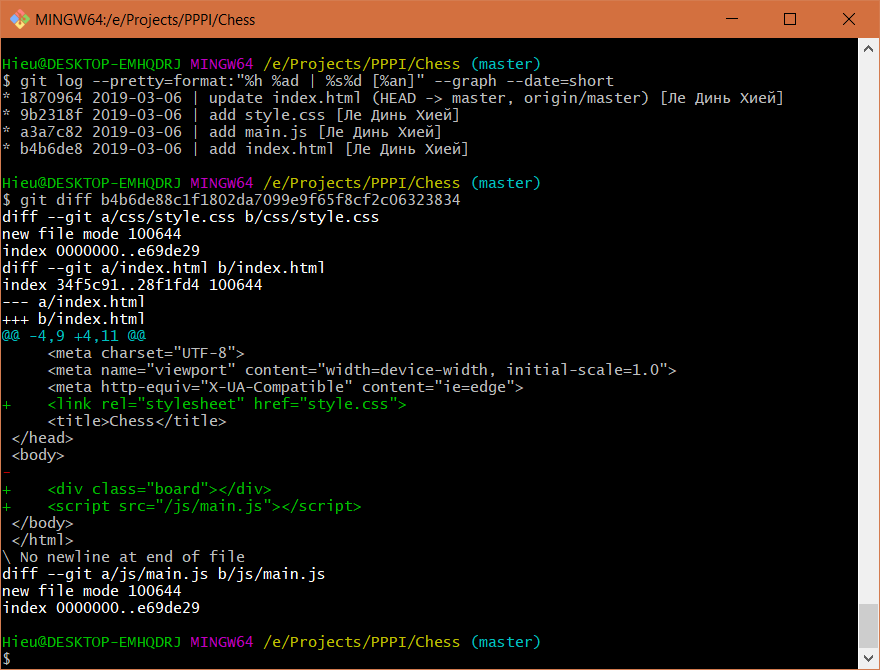 MINGW64:/e/Projects/PPPI/Chess
Hieu@DESKTOP-EMHQDRJ MINGW64 /e/Projects/PPPI/Chess (master)
$ git log --pretty=format:"%h %ad | %s%d [%an]" --graph --date=short
* 1870964 2019-03-06 | update index.html (HEAD -> master, origin/master) [Ле Динь Хией]
* 9b2318f 2019-03-06 | add style.css [Ле Динь Хией]
* a3a7c82 2019-03-06 | add main.js [Ле Динь Хией]
* b4b6de8 2019-03-06 | add index.html [Ле Динь Хией]
Hieu@DESKTOP-EMHQDRJ MINGW64 /e/Projects/PPPI/Chess (master)
$ git diff b4b6de88c1f1802da7099e9f65f8cf2c06323834
diff --git a/css/style.css b/css/style.css
new file mode 100644
index 0000000..e69de29
diff --git a/index.html b/index.html
index 34f5c91..28f1fd4 100644
--- a/index.html
+++ b/index.html
@@ -4,9 +4,11 @@
     <meta charset="UTF-8">
     <meta name="viewport" content="width=device-width, initial-scale=1.0">
     <meta http-equiv="X-UA-Compatible" content="ie=edge">
+    <link rel="stylesheet" href="style.css">
     <title>Chess</title>
 </head>
 <body>
-
+    <div class="board"></div>
+    <script src="/js/main.js"></script>
 </body>
 </html>
\ No newline at end of file
diff --git a/js/main.js b/js/main.js
new file mode 100644
index 0000000..e69de29
Hieu@DESKTOP-EMHQDRJ MINGW64 /e/Projects/PPPI/Chess (master)
$